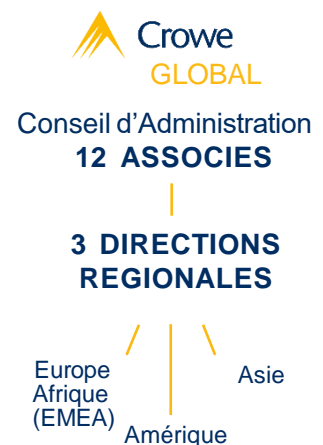 Crowe
GLOBAL
Conseil d’Administration
12 ASSOCIES
3 DIRECTIONS
REGIONALES
Europe
Afrique
(EMEA)
Amérique
Asie